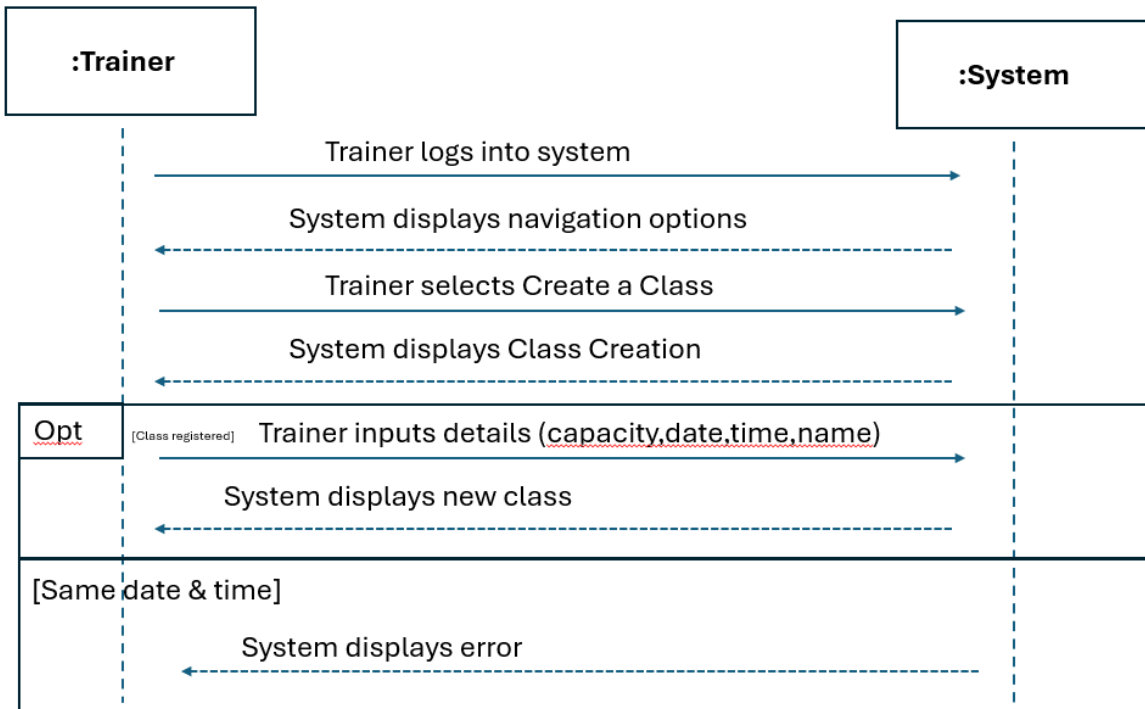 :Trainer
:System
Trainer logs into system
System displays navigation options
Trainer selects Create a Class
System displays Class Creation
Opt
[Class registered]
Trainer inputs details (capacity,date,time,name)
System displays new class
[Same date & time]
System displays error